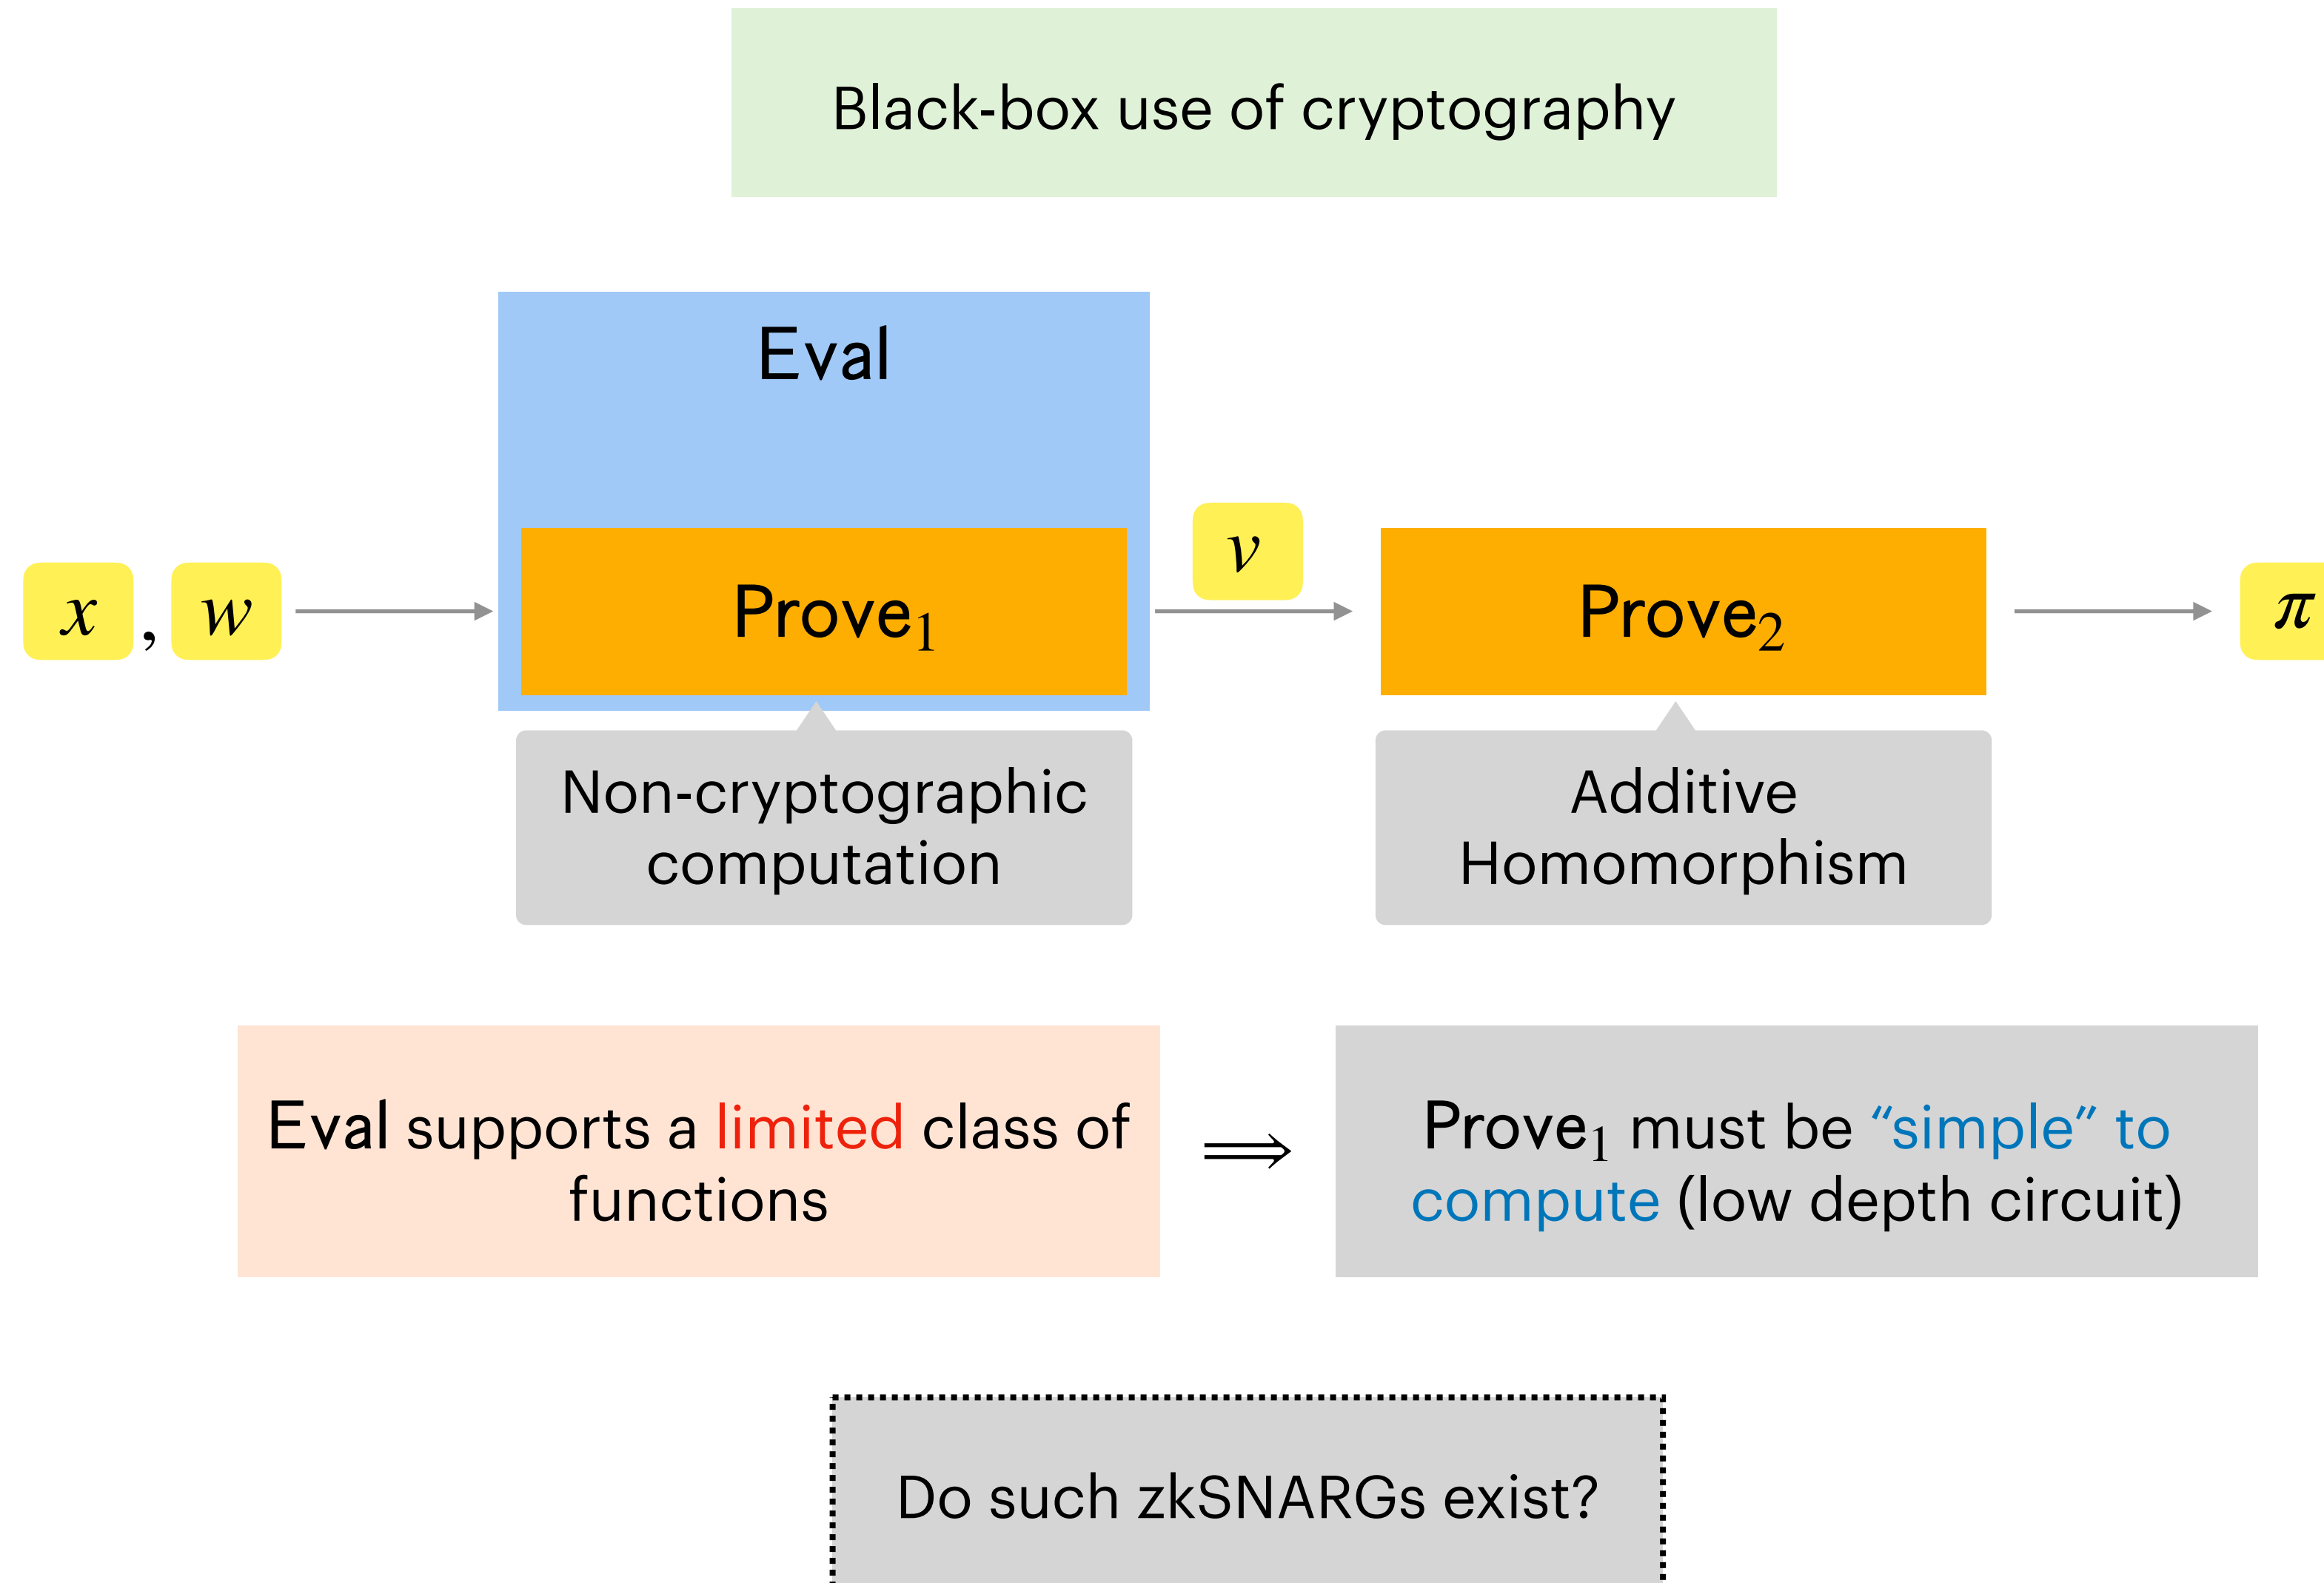 Black-box use of cryptography
Eval
x , w
Prove₁
v
Prove₂
π
Non-cryptographic
computation
Additive
Homomorphism
Eval supports a limited class of
functions
⟹
Prove₁ must be “simple” to
compute (low depth circuit)
Do such zkSNARGs exist?